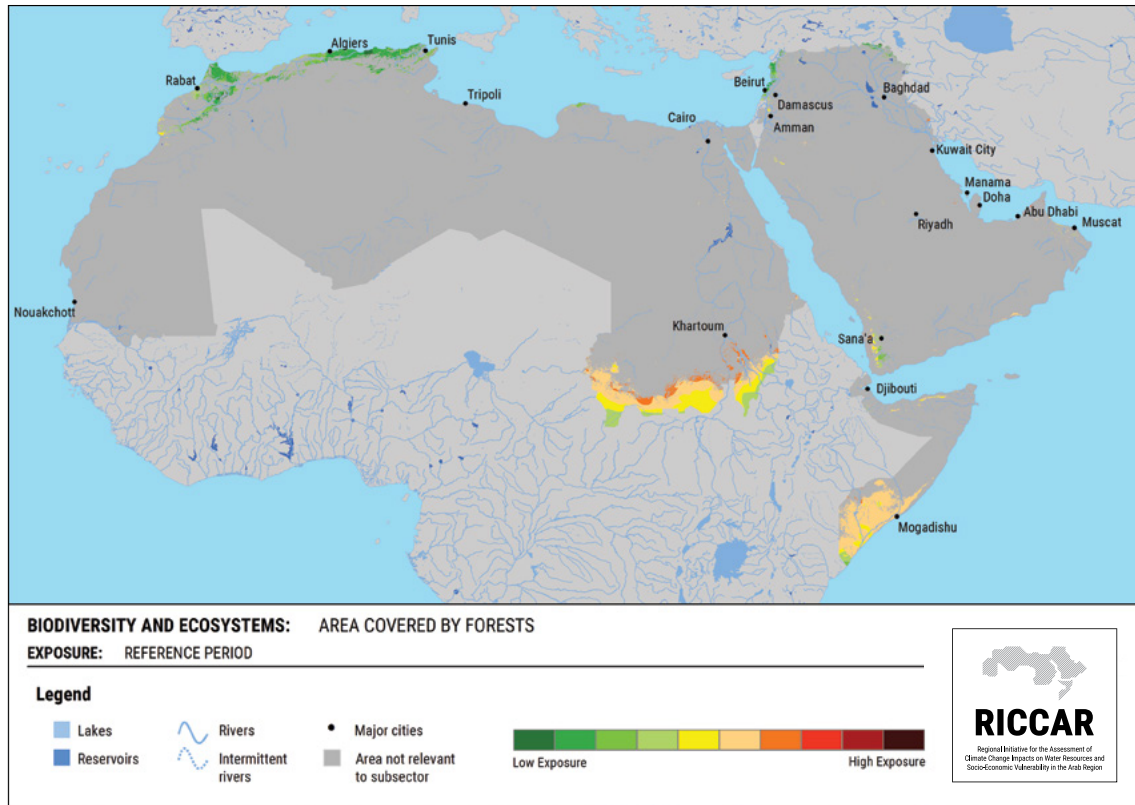 Algiers
Tunis
Rabat
Tripoli
Beirut
Baghdad
Damascus
Cairo
Amman
Kuwait City
Manama
Doha
Abu Dhabi
Riyadh
Muscat
Nouakchott
Khartoum
Sana'a
Djibouti
Mogadishu
BIODIVERSITY AND ECOSYSTEMS: AREA COVERED BY FORESTS
EXPOSURE: REFERENCE PERIOD
Legend
Lakes
Reservoirs
Rivers
Intermittent
rivers
Major cities
Area not relevant
to subsector
Low Exposure
High Exposure
RICCAR
Regional Initiative for the Assessment of
Climate Change Impacts on Water Resources and
Socio-Economic Vulnerability in the Arab Region